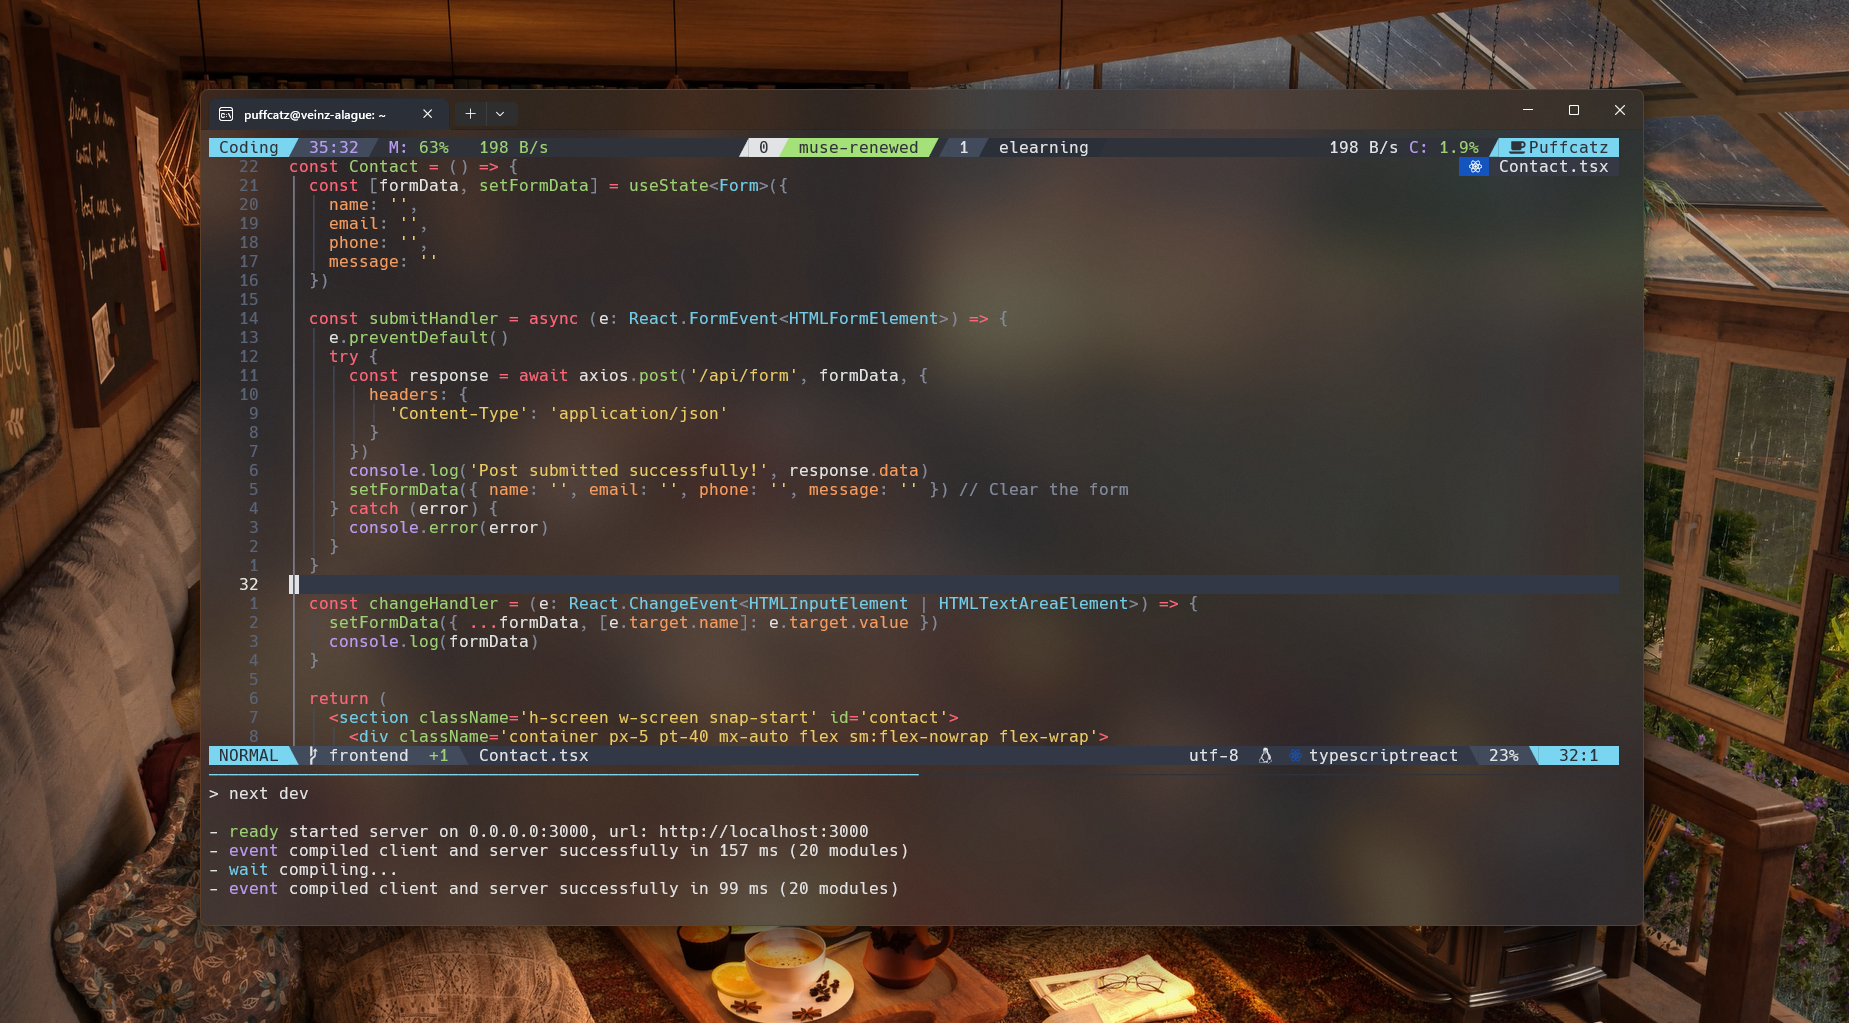 puffcatz@veinz-alague: ~
Coding 35:32 M: 63% 198 B/s 0 muse-renewed 1 elearning 198 B/s C: 1.9% Puffcatz
22 const Contact = () => { Contact.tsx
21 const [formData, setFormData] = useState<Form>({
20 name: '',
19 email: '',
18 phone: '',
17 message: ''
16 })
15
14 const submitHandler = async (e: React.FormEvent<HTMLFormElement>) => {
13 e.preventDefault()
12 try {
11 const response = await axios.post('/api/form', formData, {
10 headers: {
9 'Content-Type': 'application/json'
8 }
7 })
6 console.log('Post submitted successfully!', response.data)
5 setFormData({ name: '', email: '', phone: '', message: '' }) // Clear the form
4 } catch (error) {
3 console.error(error)
2 }
1 }
32
1 const changeHandler = (e: React.ChangeEvent<HTMLInputElement | HTMLTextAreaElement>) => {
2 setFormData({ ...formData, [e.target.name]: e.target.value })
3 console.log(formData)
4 }
5
6 return (
7 <section className='h-screen w-screen snap-start' id='contact'>
8 <div className='container px-5 pt-40 mx-auto flex sm:flex-nowrap flex-wrap'>
NORMAL frontend +1 Contact.tsx utf-8 typescriptreact 23% 32:1
> next dev
- ready started server on 0.0.0.0:3000, url: http://localhost:3000
- event compiled client and server successfully in 157 ms (20 modules)
- wait compiling...
- event compiled client and server successfully in 99 ms (20 modules)